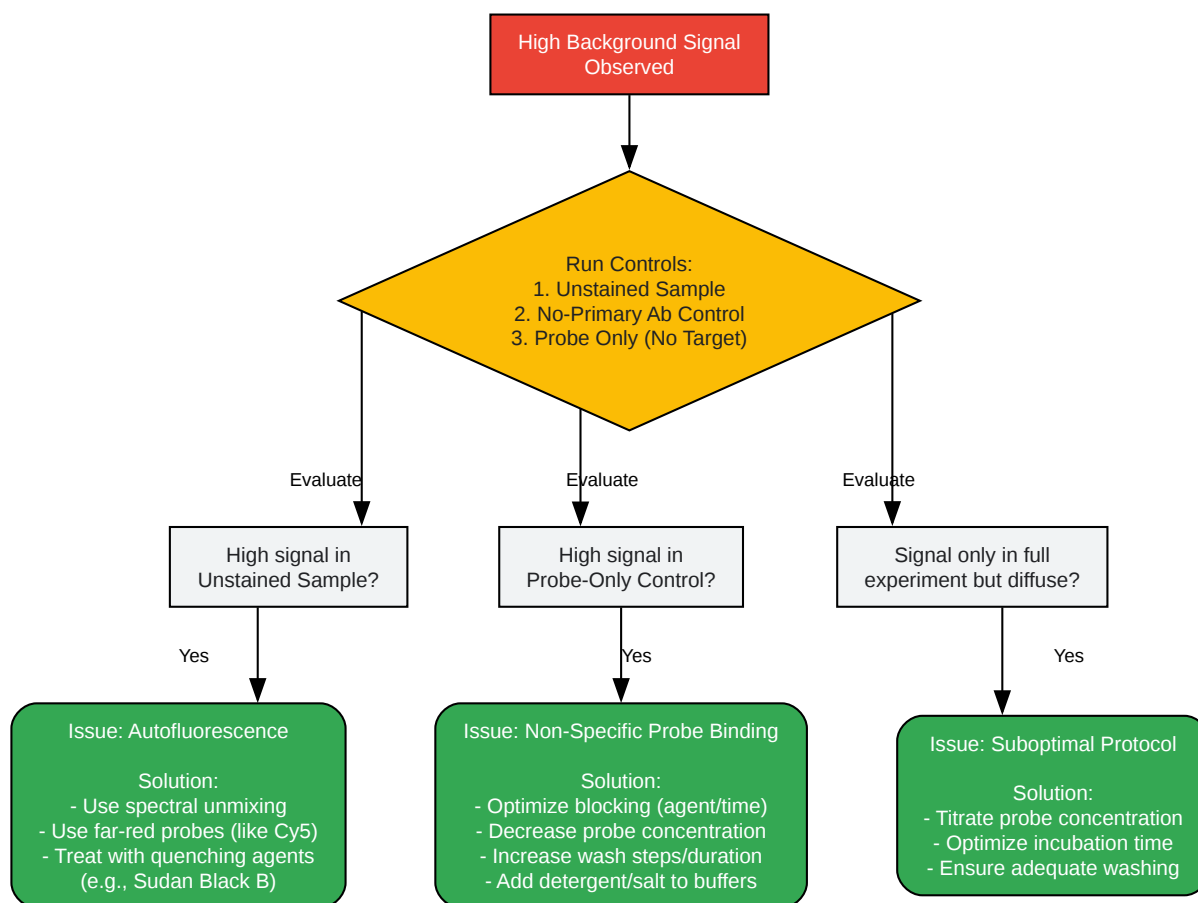 High Background Signal
Observed
Run Controls:
1. Unstained Sample
2. No-Primary Ab Control
3. Probe Only (No Target)
Evaluate
Evaluate
Evaluate
High signal in
Unstained Sample?
High signal in
Probe-Only Control?
Signal only in full
experiment but diffuse?
Yes
Yes
Yes
Issue: Autofluorescence
Solution:
- Use spectral unmixing
- Use far-red probes (like Cy5)
- Treat with quenching agents
(e.g., Sudan Black B)
Issue: Non-Specific Probe Binding
Solution:
- Optimize blocking (agent/time)
- Decrease probe concentration
- Increase wash steps/duration
- Add detergent/salt to buffers
Issue: Suboptimal Protocol
Solution:
- Titrate probe concentration
- Optimize incubation time
- Ensure adequate washing